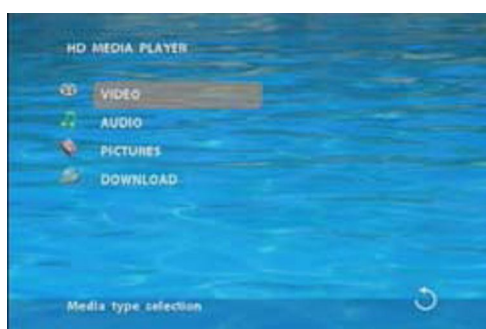 HD MEDIA PLAYER
VIDEO
AUDIO
PICTURES
DOWNLOAD
Media type selection